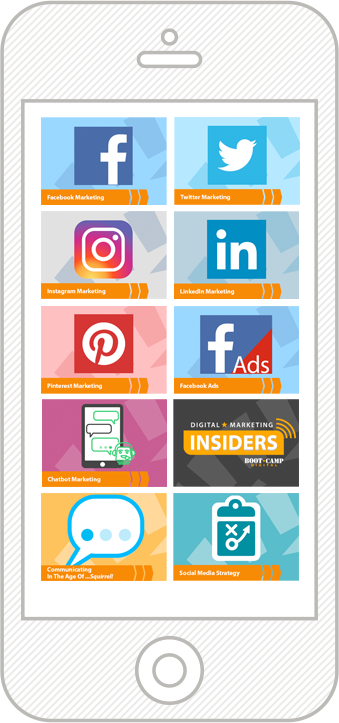 f
Facebook Marketing
Twitter Marketing
Instagram Marketing
in
LinkedIn Marketing
Pinterest Marketing
f Ads
Facebook Ads
Chatbot Marketing
DIGITAL ★ MARKETING
INSIDERS
BOOT CAMP
DIGITAL
Communicating
In The Age Of ...Squirrel!
Social Media Strategy